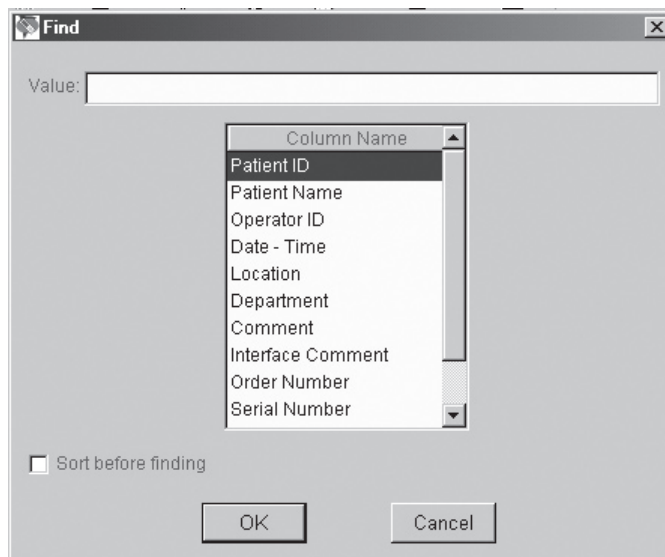 Find
Value:
Column Name
Patient ID
Patient Name
Operator ID
Date - Time
Location
Department
Comment
Interface Comment
Order Number
Serial Number
Sort before finding
OK
Cancel